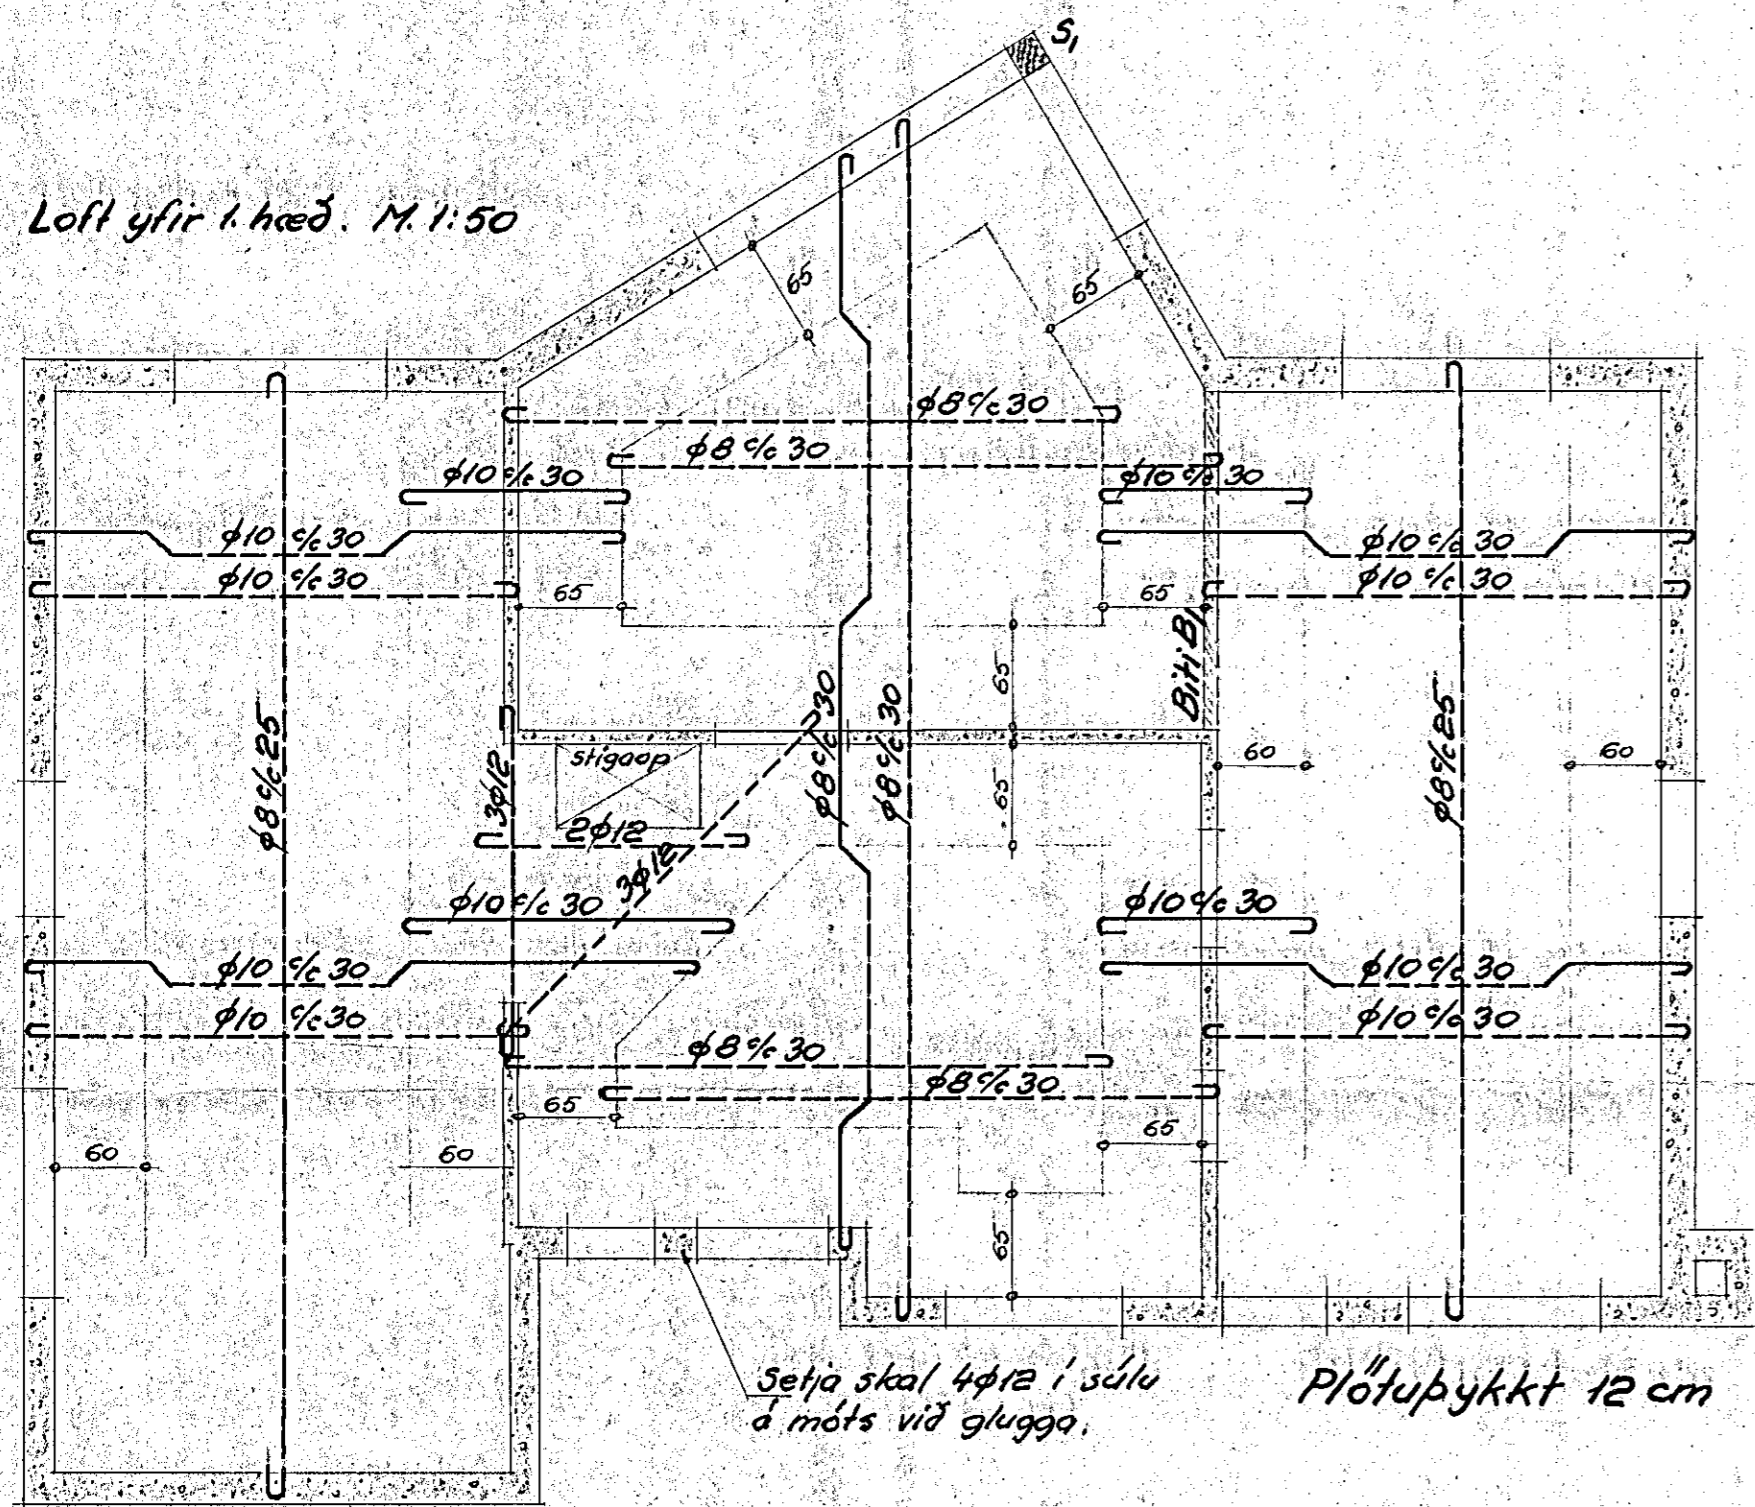 S₁
Loft yfir 1. hæð. M. 1:50
65
65
φ8 c/c 30
φ8 c/c 30
φ10 c/c 30
φ10 c/c 30
φ10 c/c 30
φ10 c/c 30
φ10 c/c 30
φ10 c/c 30
65
65
Biti B₁
65
φ8 c/c 25
3φ12
stigaop
φ8 c/c 30
φ8 c/c 30
65
60
φ8 c/c 25
60
2φ12
3φ12
φ10 c/c 30
φ10 c/c 30
φ10 c/c 30
φ10 c/c 30
φ10 c/c 30
φ10 c/c 30
φ8 c/c 30
φ8 c/c 30
65
65
60
60
65
Setja skal 4φ12 í súlu
á móts við glugga.
Plötuþykkt 12 cm